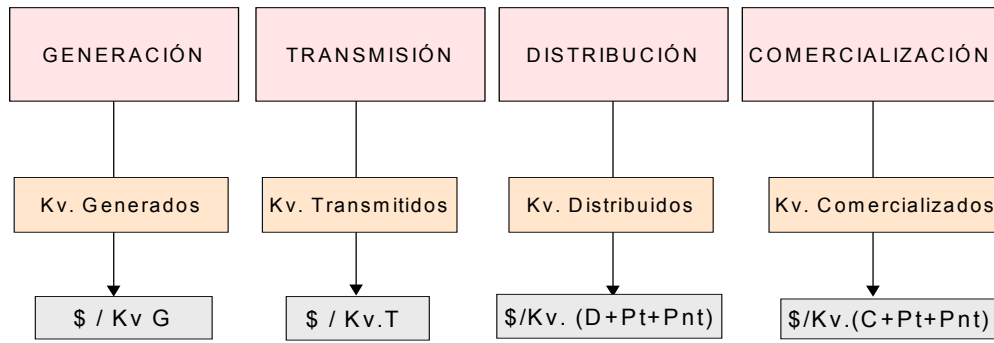 GENERACIÓN
TRANSMISIÓN
DISTRIBUCIÓN
COMERCIALIZACIÓN
Kv. Generados
Kv. Transmitidos
Kv. Distribuidos
Kv. Comercializados
$ / Kv G
$ / Kv.T
$/Kv. (D+Pt+Pnt)
$/Kv.(C+Pt+Pnt)